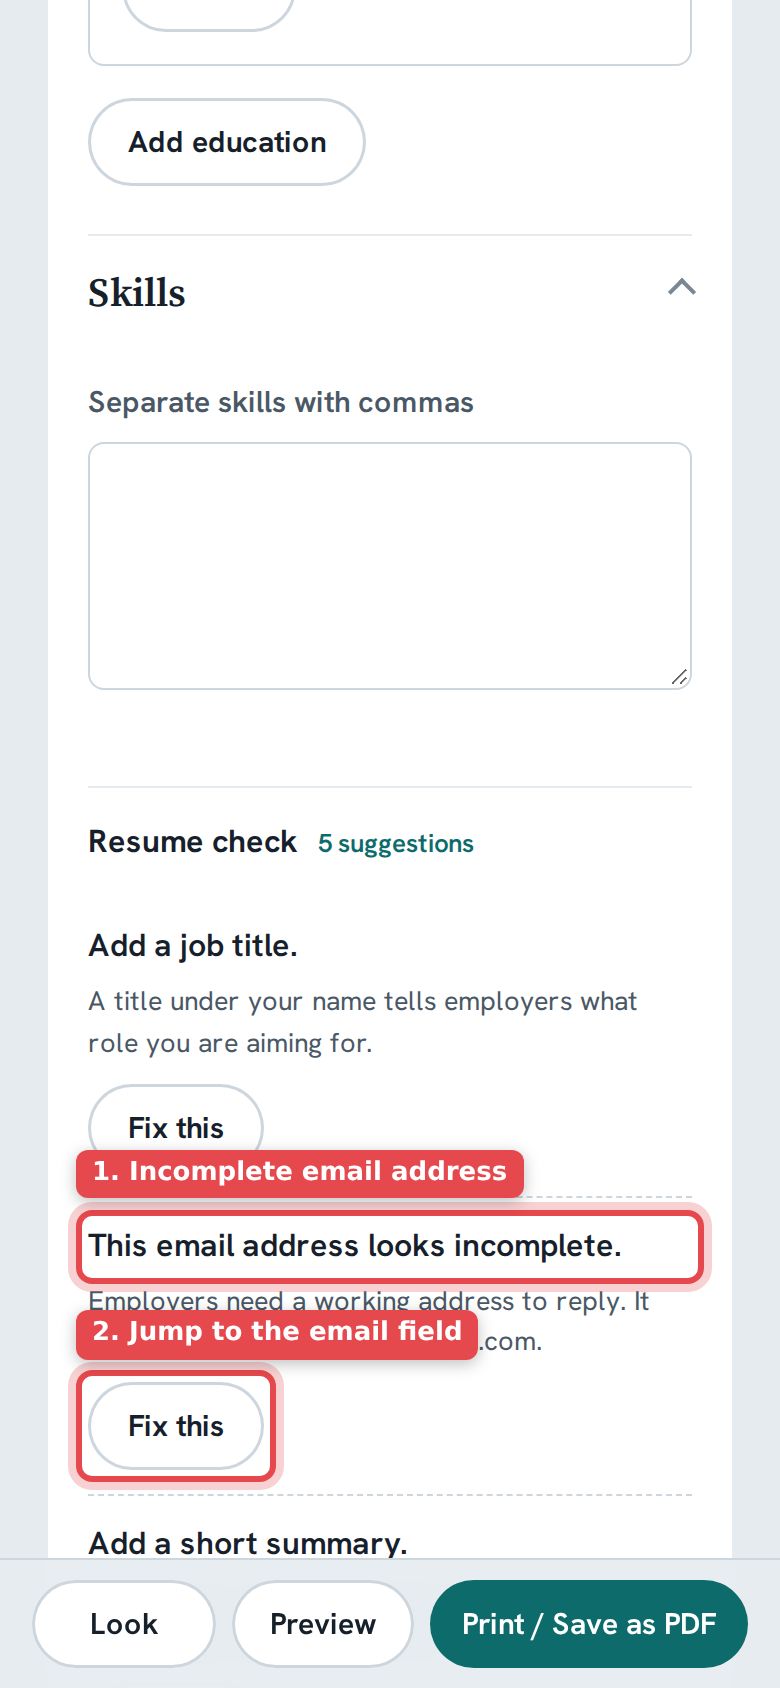 Add education
Skills
Separate skills with commas
Resume check 5 suggestions
Add a job title.
A title under your name tells employers what
role you are aiming for.
Fix this
1. Incomplete email address
This email address looks incomplete.
Employers need a working address to reply. It
2. Jump to the email field
.com.
Fix this
Add a short summary.
Look
Preview
Print / Save as PDF